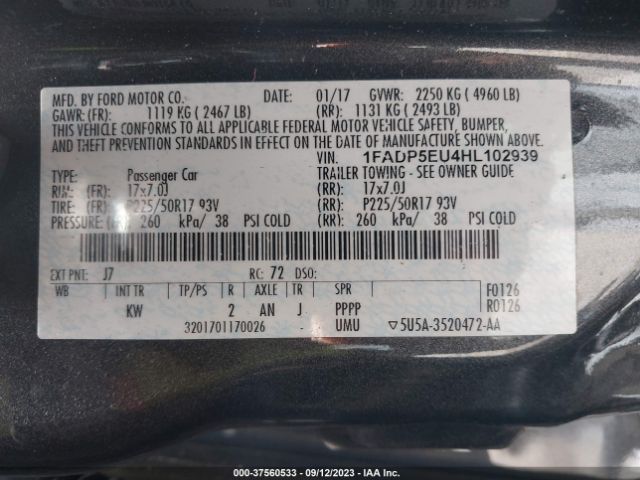 MFD. BY FORD MOTOR CO. DATE: 01/17 GVWR: 2250 KG ( 4960 LB)
GAWR: (FR): 1119 KG ( 2467 LB) (RR): 1131 KG ( 2493 LB)
THIS VEHICLE CONFORMS TO ALL APPLICABLE FEDERAL MOTOR VEHICLE SAFETY, BUMPER,
AND THEFT PREVENTION STANDARDS IN EFFECT ON THE DATE OF MANUFACTURE SHOWN ABOVE.
VIN: 1FADP5EU4HL102939
TYPE: Passenger Car TRAILER TOWING - SEE OWNER GUIDE
RIM: (FR): 17x7.0J (RR): 17x7.0J
TIRE: (FR): P225/50R17 93V (RR): P225/50R17 93V
PRESSURE: (FR): 260 kPa/ 38 PSI COLD (RR): 260 kPa/ 38 PSI COLD
EXT PNT: J7 RC: 72 DSO:
WB INT TR TP/PS R AXLE TR SPR F0126
KW 2 AN J PPPP R0126
3201701170026 UMU ▽5U5A-3520472-AA
000-37560533 - 09/12/2023 - IAA Inc.